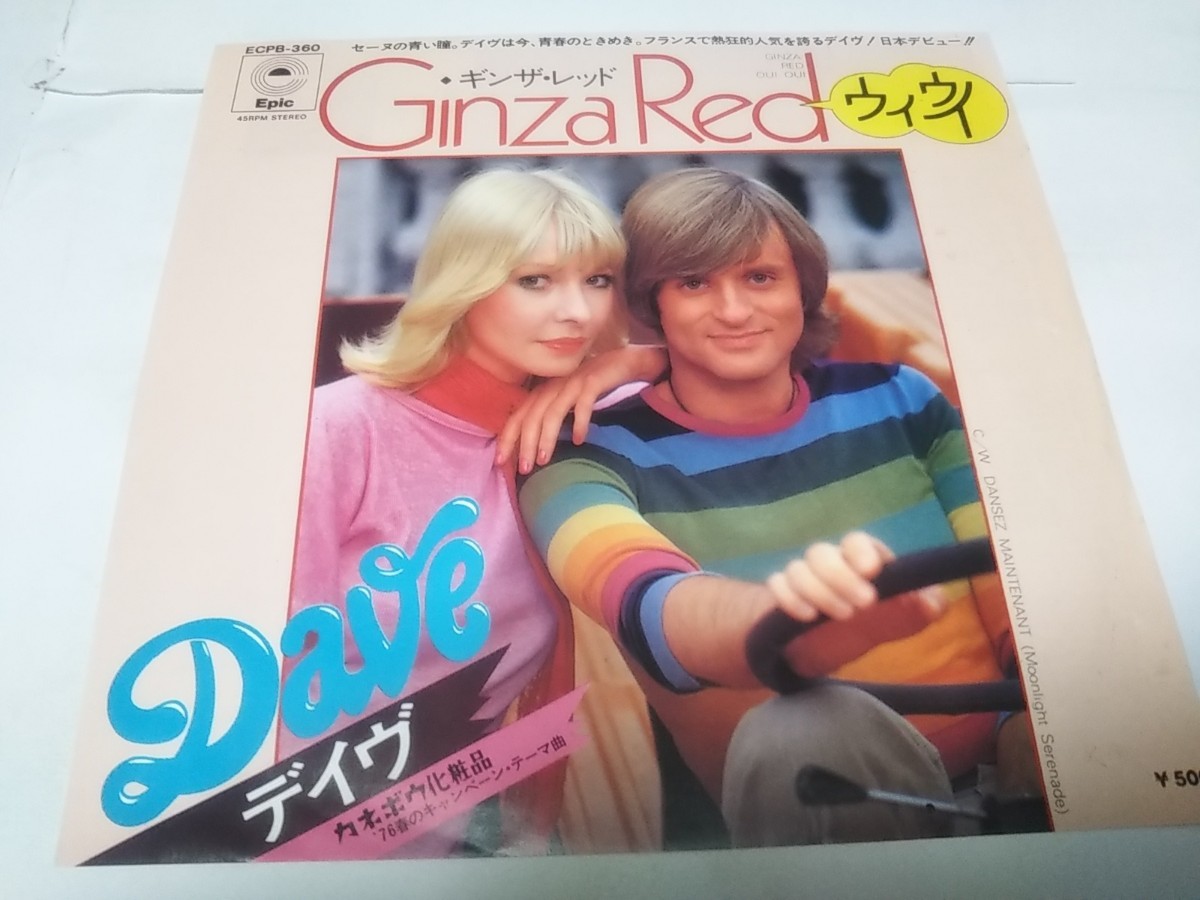 ECPB-360
セーヌの青い瞳。デイヴは今、青春のときめき。フランスで熱狂的人気を誇るデイヴ!日本デビュー!!
Epic
45RPM STEREO
・ギンザ・レッド
GINZA
RED
OUI OUI
Ginza Red
ウィウイ
C/W DANSEZ MAINTENANT (Moonlight Serenade)
Dave
デイヴ
カネボウ化粧品
'76春のキャンペーン・テーマ曲
¥50